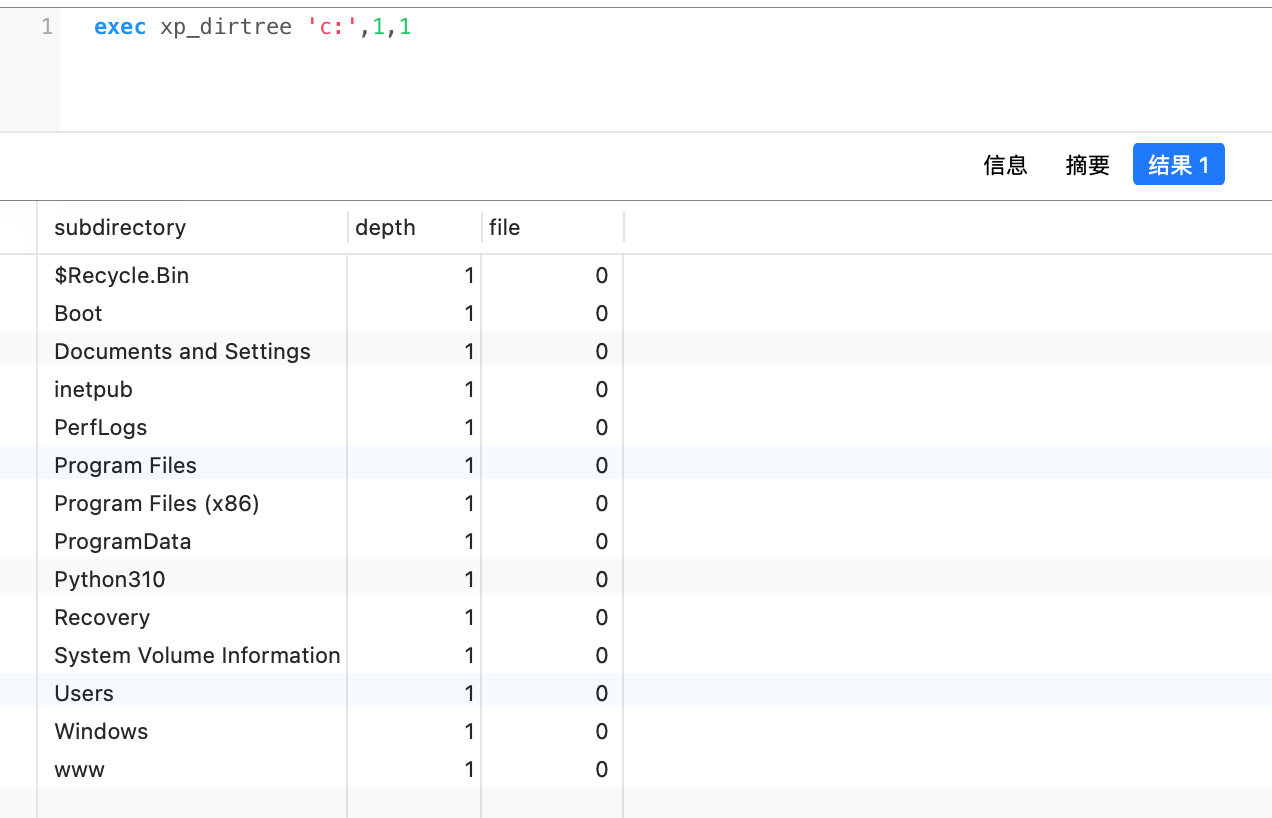 1 exec xp_dirtree 'c:',1,1
信息 摘要 结果 1
subdirectory depth file
$Recycle.Bin 1 0
Boot 1 0
Documents and Settings 1 0
inetpub 1 0
PerfLogs 1 0
Program Files 1 0
Program Files (x86) 1 0
ProgramData 1 0
Python310 1 0
Recovery 1 0
System Volume Information 1 0
Users 1 0
Windows 1 0
www 1 0